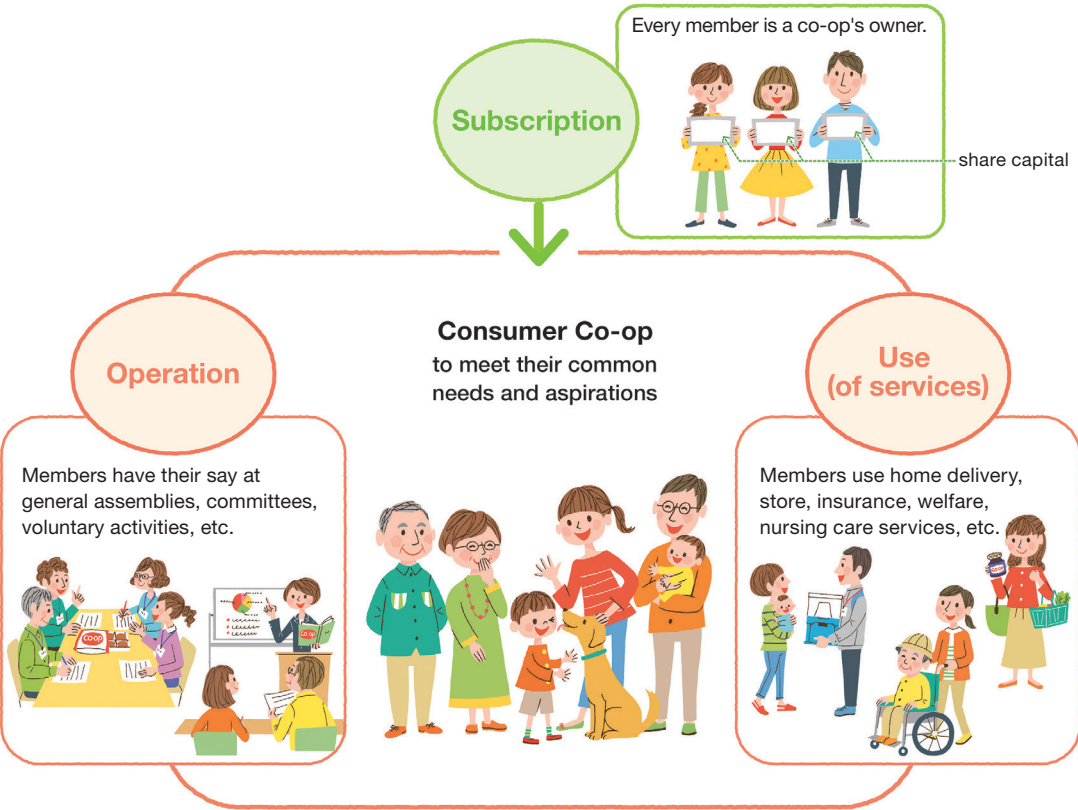 Every member is a co-op's owner.
Subscription
share capital
Consumer Co-op
to meet their common
needs and aspirations
Operation
Members have their say at
general assemblies, committees,
voluntary activities, etc.
co·op
co·op
Use
(of services)
Members use home delivery,
store, insurance, welfare,
nursing care services, etc.
co·op